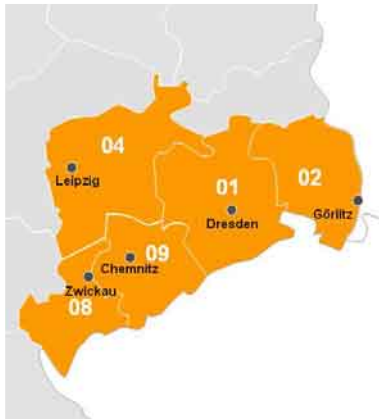 04
Leipzig
01
02
Dresden
Görlitz
09
Chemnitz
Zwickau
08